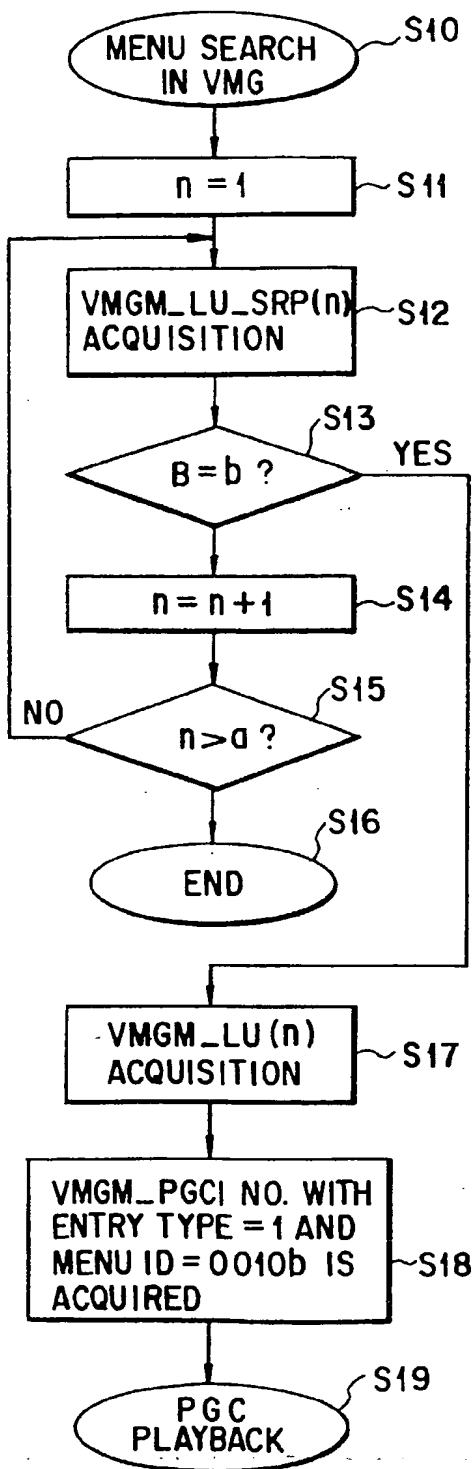 S10
MENU SEARCH
IN VMG
n = 1
S11
VMGM_LU_SRP(n)
ACQUISITION
S12
S13
B = b ?
YES
n = n+1
S14
S15
NO
n>a ?
S16
END
VMGM_LU(n)
ACQUISITION
S17
VMGM_PGCI NO. WITH
ENTRY TYPE = 1 AND
MENU ID = 0010b IS
ACQUIRED
S18
S19
PGC
PLAYBACK